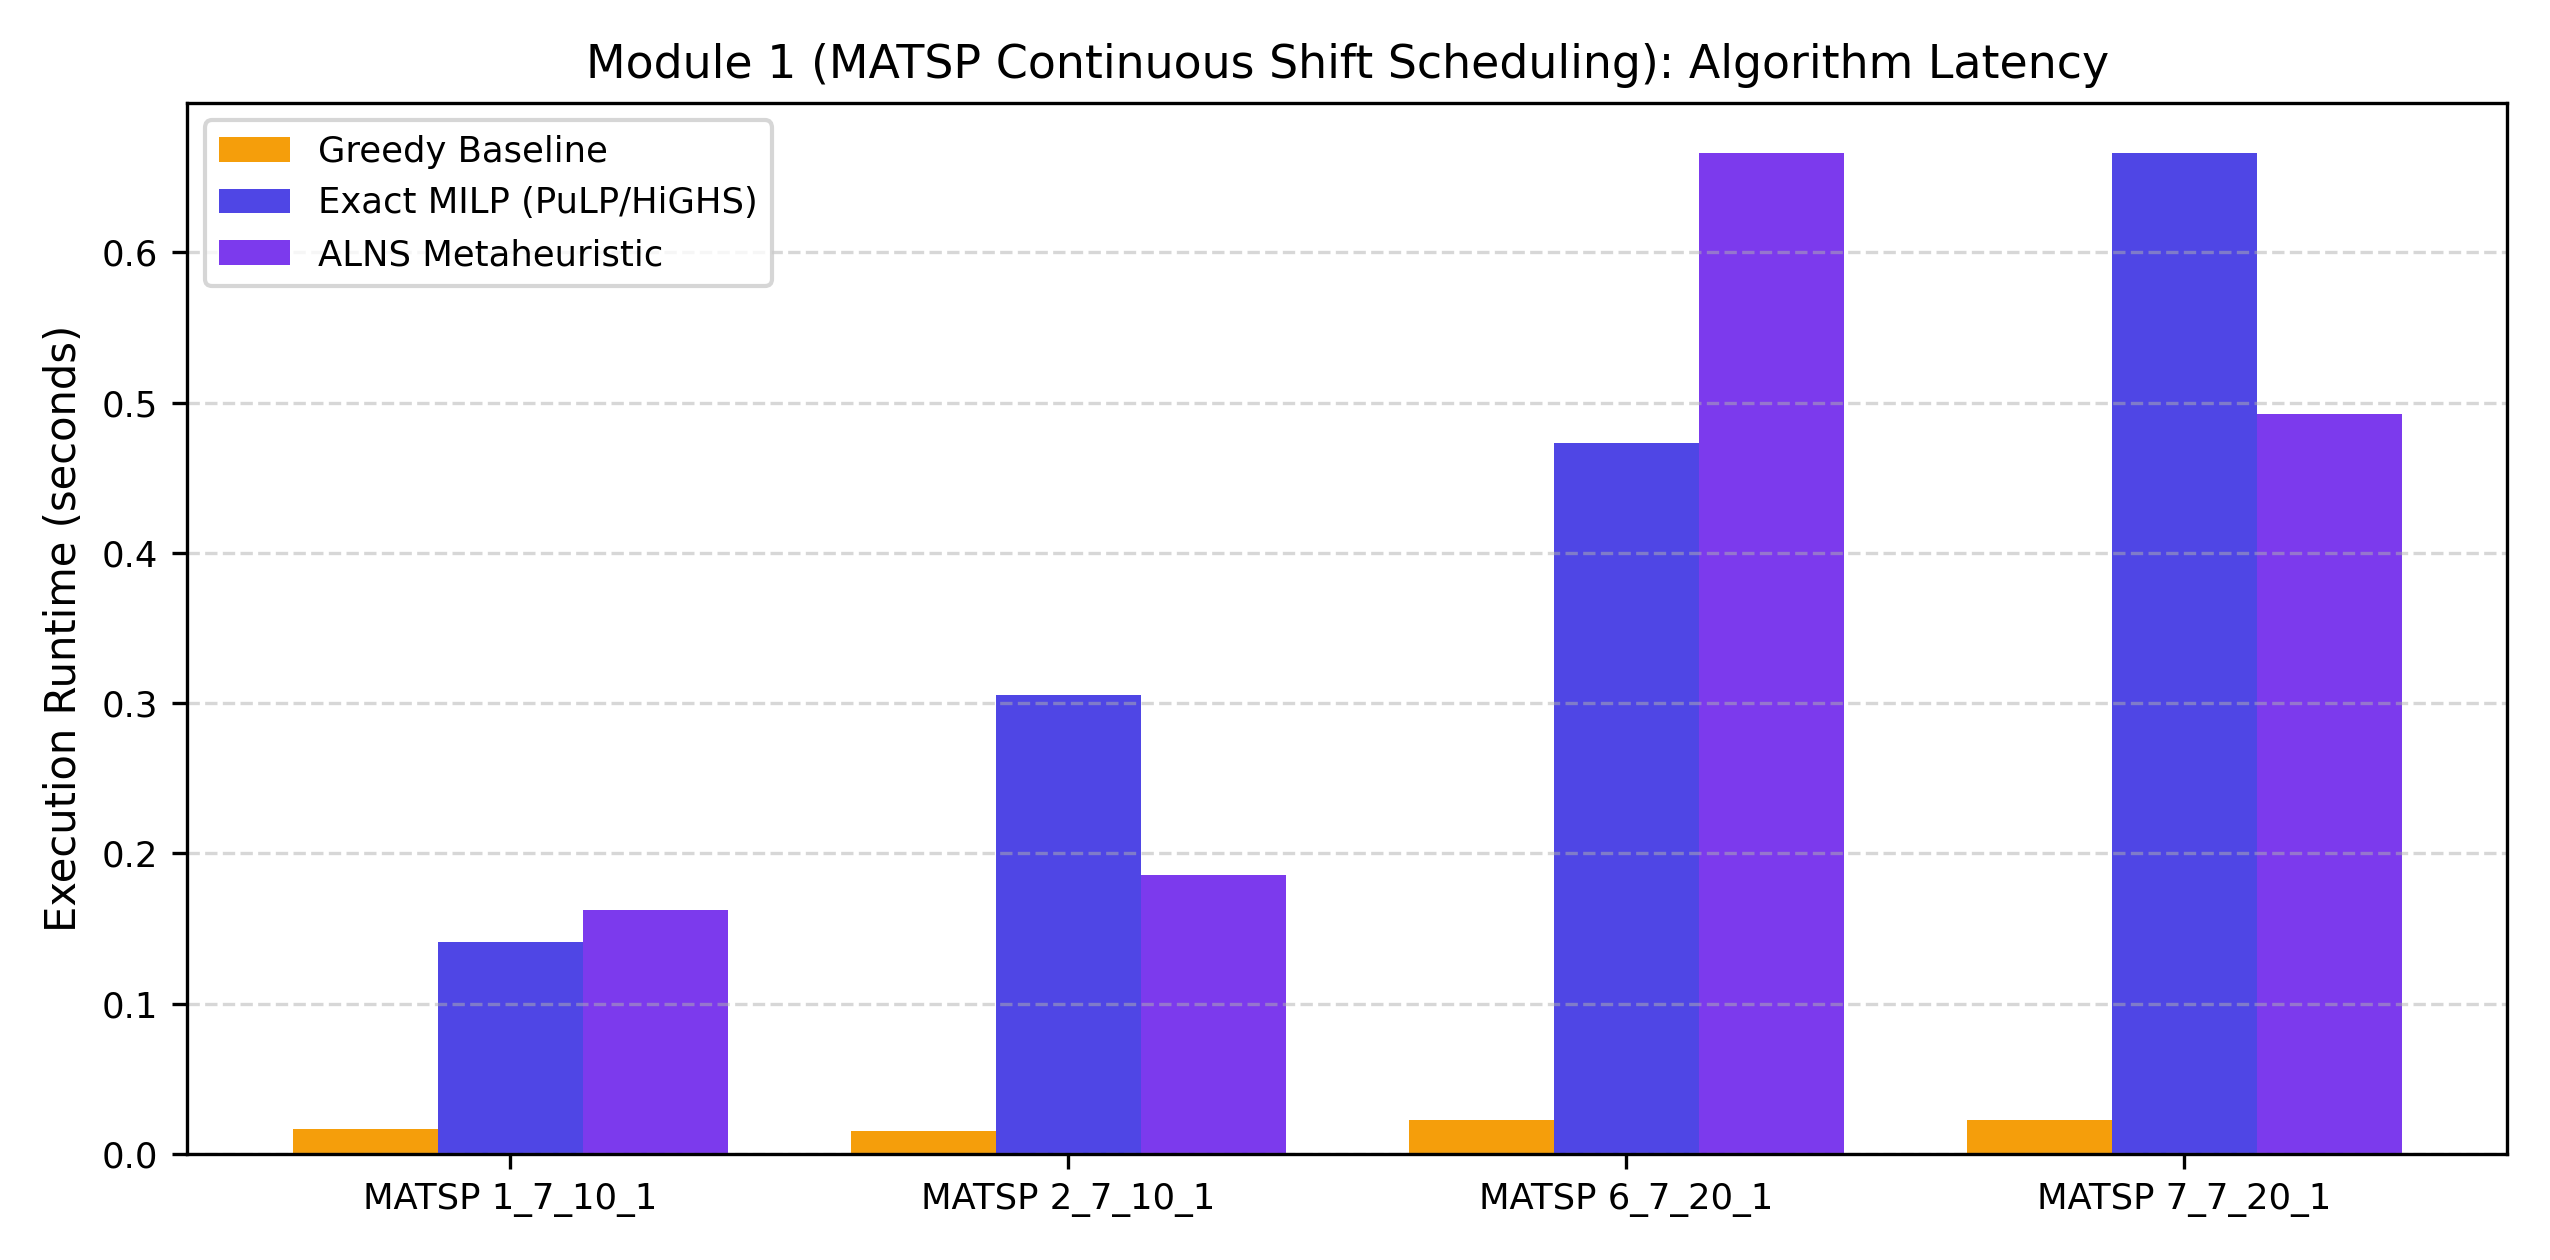 Module 1 (MATSP Continuous Shift Scheduling): Algorithm Latency
Greedy Baseline
Exact MILP (PuLP/HiGHS)
ALNS Metaheuristic
Execution Runtime (seconds)
0.6
0.5
0.4
0.3
0.2
0.1
0.0
MATSP 1_7_10_1
MATSP 2_7_10_1
MATSP 6_7_20_1
MATSP 7_7_20_1